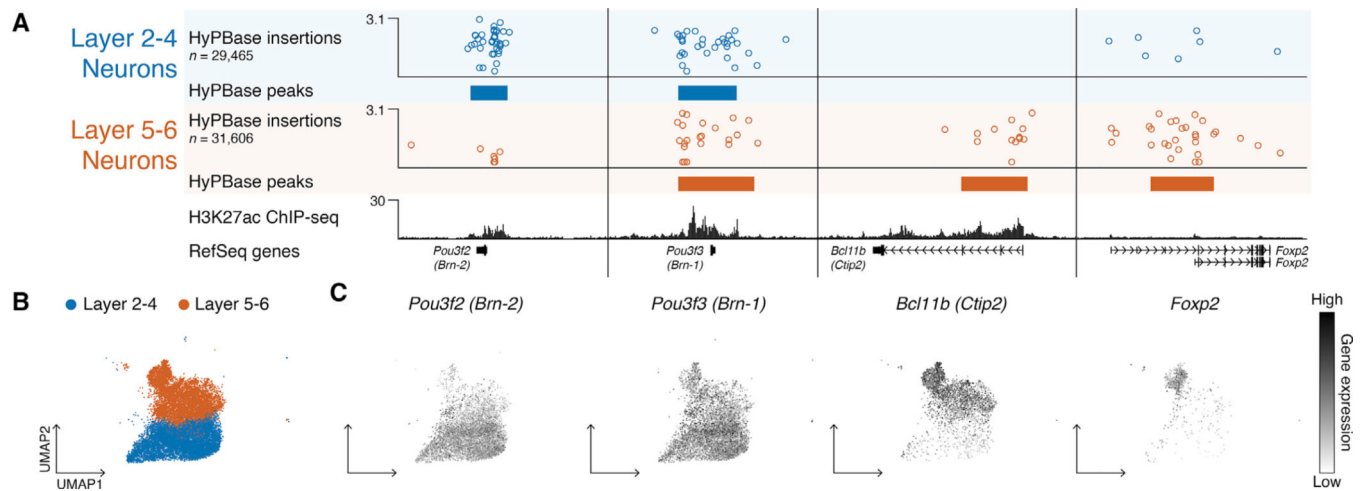 A
Layer 2-4
Neurons
HyPBase insertions
n = 29,465
3.1
HyPBase peaks
Layer 5-6
Neurons
HyPBase insertions
n = 31,606
3.1
HyPBase peaks
30
H3K27ac ChIP-seq
RefSeq genes
Pou3f2
(Brn-2)
Pou3f3
(Brn-1)
Bcl11b
(Ctip2)
Foxp2
Foxp2
B
Layer 2-4
Layer 5-6
UMAP2
UMAP1
C
Pou3f2 (Brn-2)
Pou3f3 (Brn-1)
Bcl11b (Ctip2)
Foxp2
High
Gene expression
Low